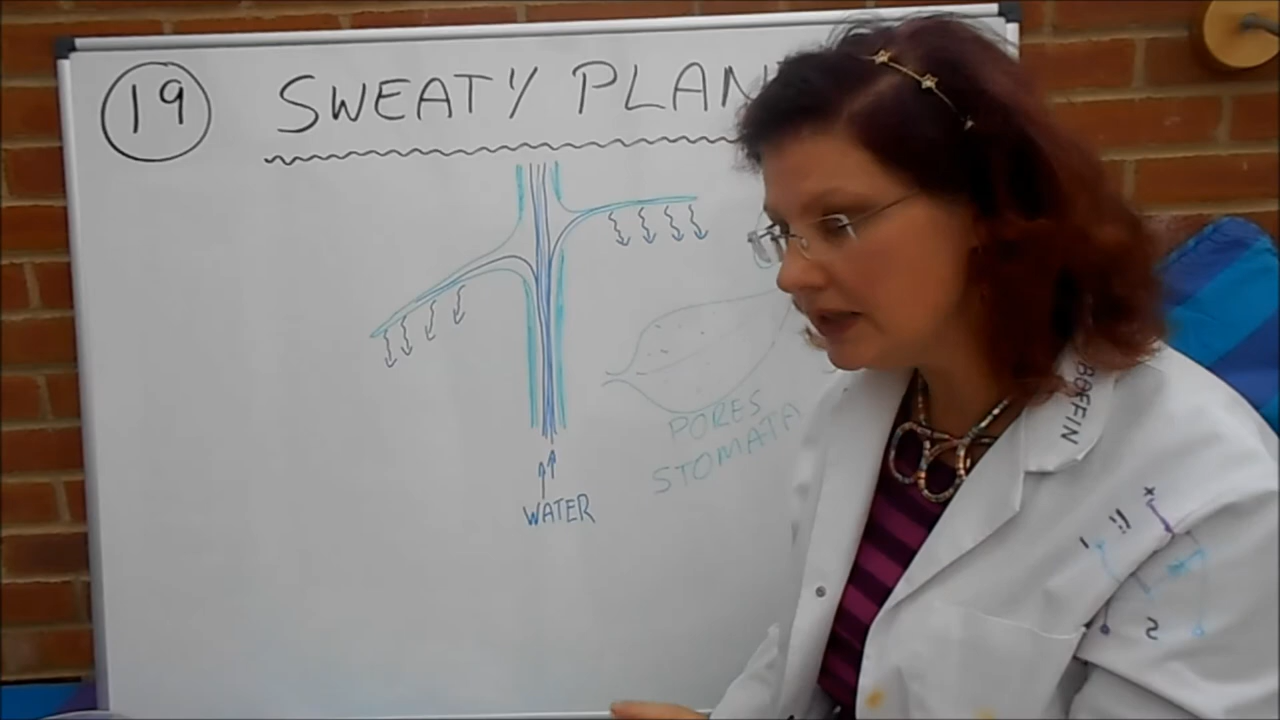 19
SWEATY PLAN
PORES
STOMATA
WATER
BOFFIN